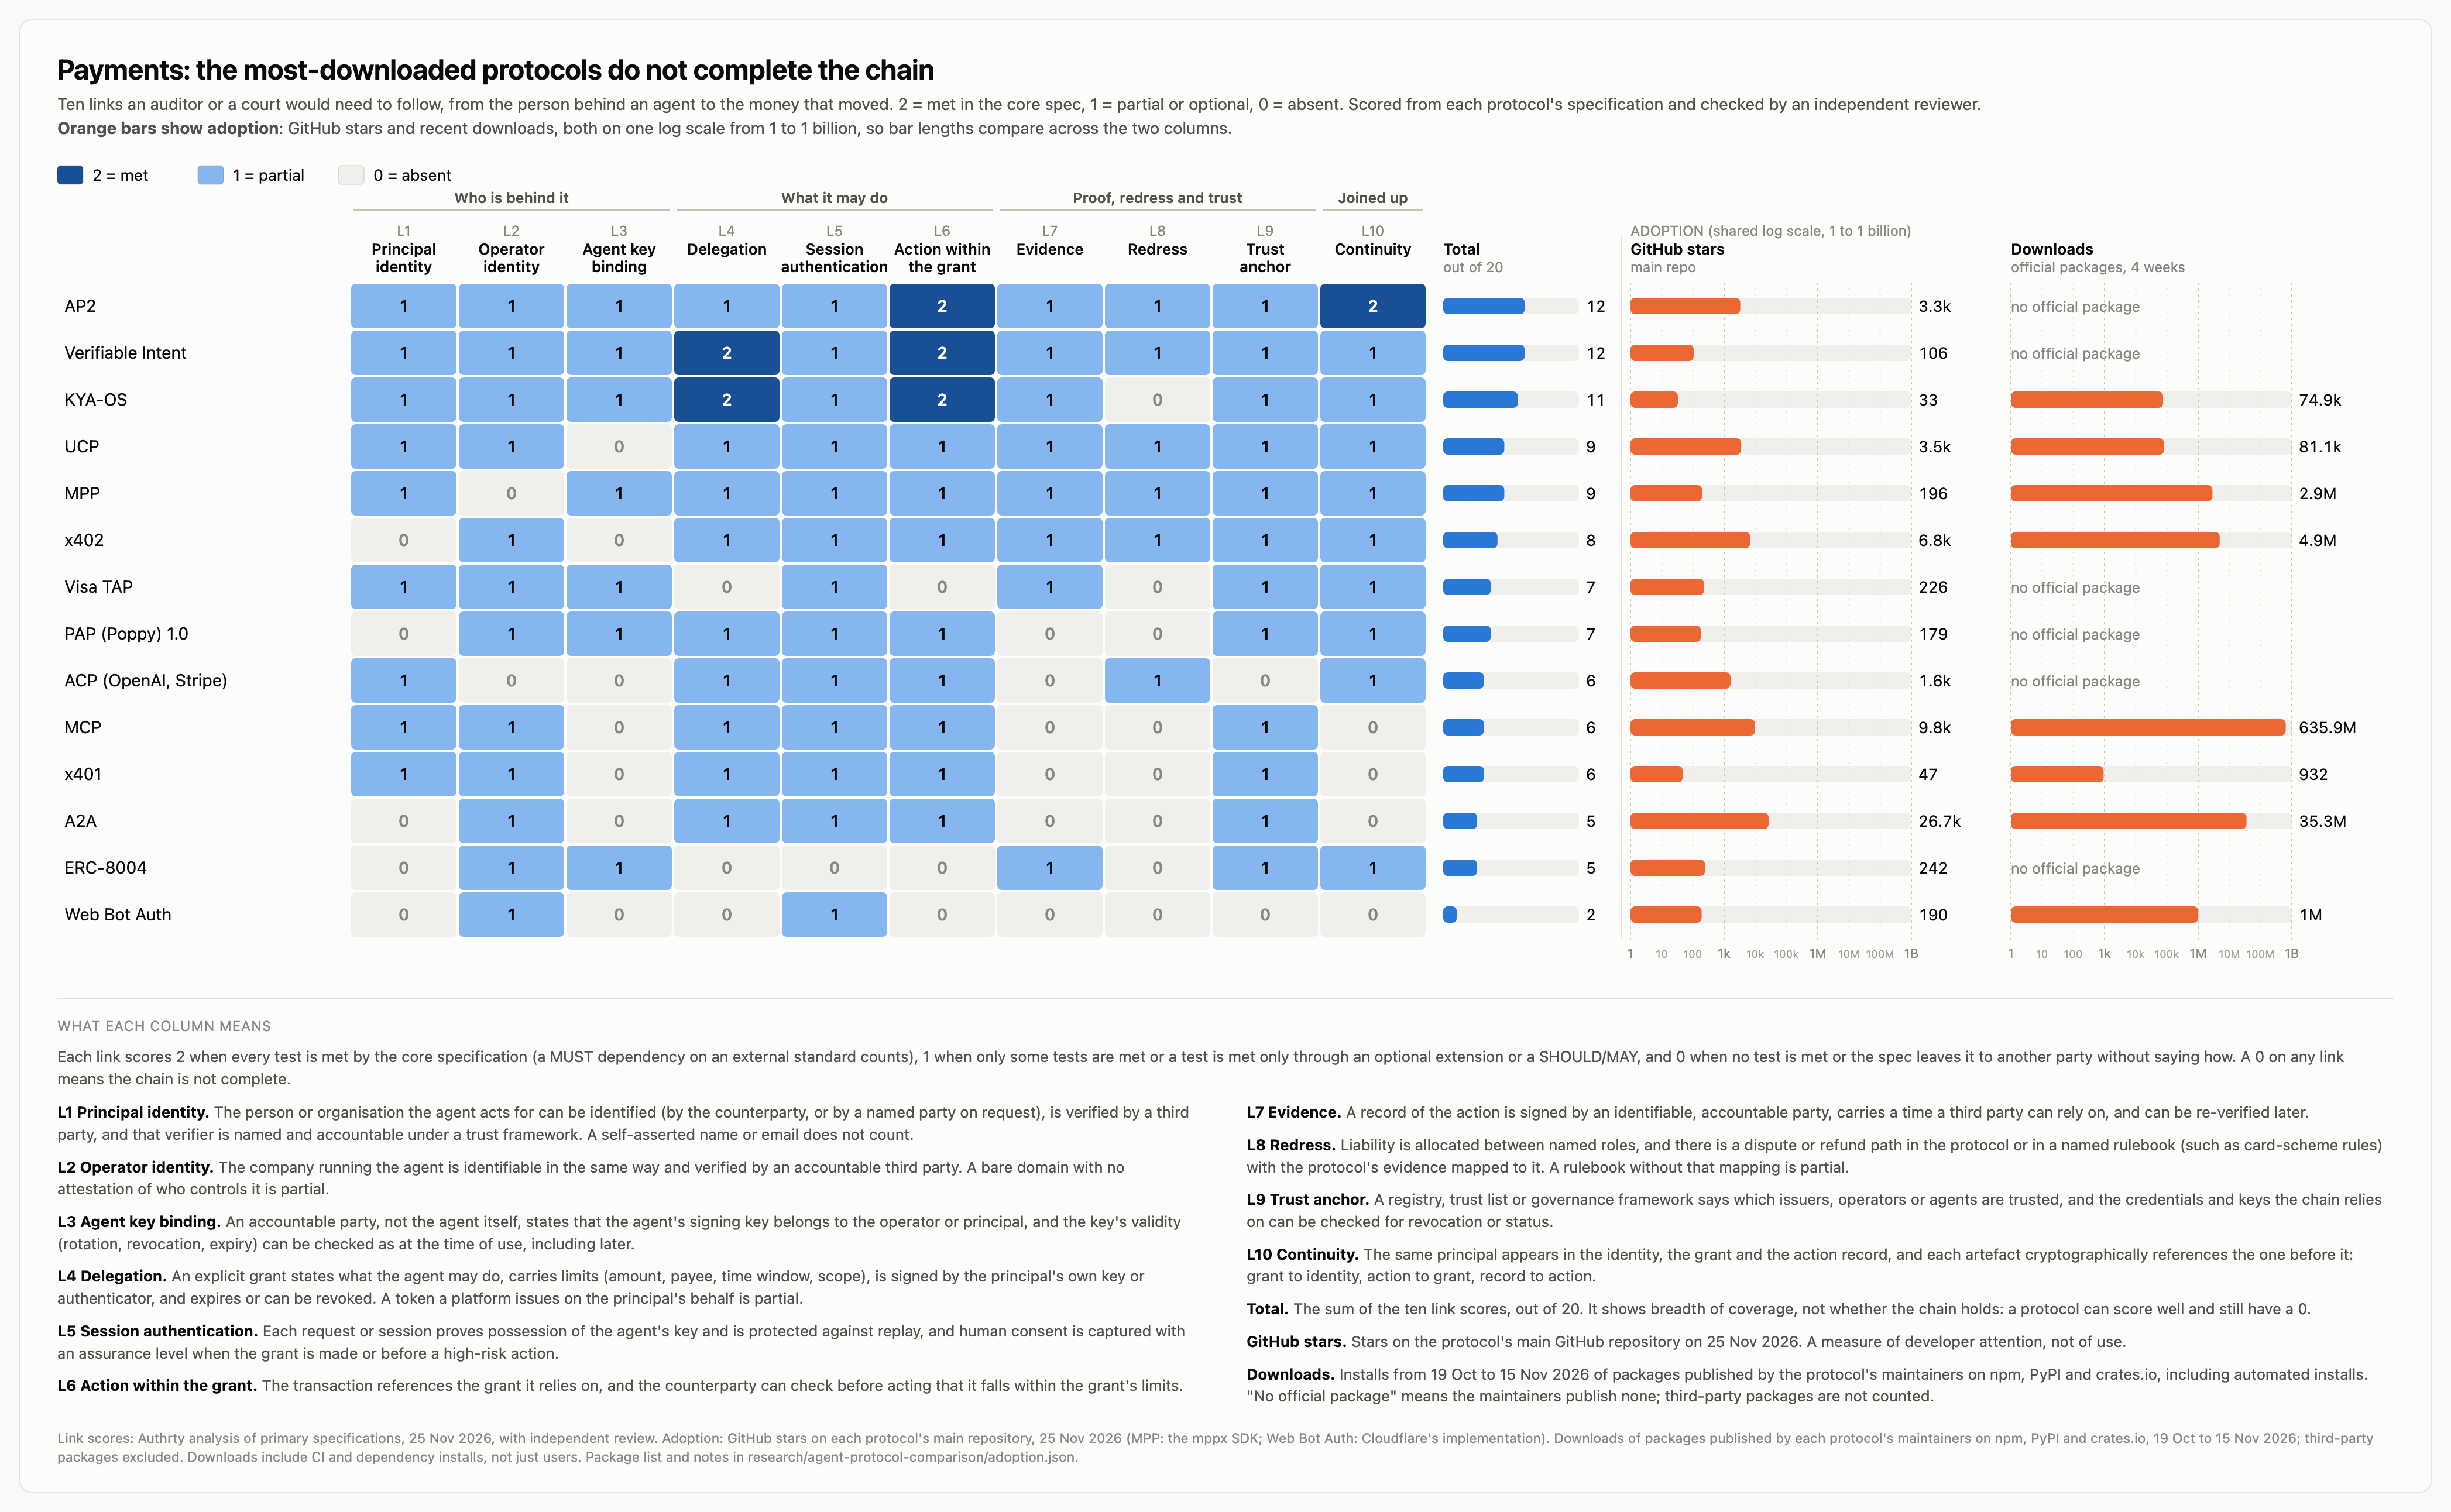 Payments: the most-downloaded protocols do not complete the chain
Ten links an auditor or a court would need to follow, from the person behind an agent to the money that moved. 2 = met in the core spec, 1 = partial or optional, 0 = absent. Scored from each protocol's specification and checked by an independent reviewer.
Orange bars show adoption: GitHub stars and recent downloads, both on one log scale from 1 to 1 billion, so bar lengths compare across the two columns.
2 = met 1 = partial 0 = absent
Who is behind it What it may do Proof, redress and trust Joined up
L1 L2 L3 L4 L5 L6 L7 L8 L9 L10 ADOPTION (shared log scale, 1 to 1 billion)
Principal Operator Agent key Delegation Session Action within Evidence Redress Trust Continuity Total GitHub stars Downloads
identity identity binding authentication the grant anchor out of 20 main repo official packages, 4 weeks
AP2 1 1 1 1 1 2 1 1 1 2 12 3.3k no official package
Verifiable Intent 1 1 1 2 1 2 1 1 1 1 12 106 no official package
KYA-OS 1 1 1 2 1 2 1 0 1 1 11 33 74.9k
UCP 1 1 0 1 1 1 1 1 1 1 9 3.5k 81.1k
MPP 1 0 1 1 1 1 1 1 1 1 9 196 2.9M
x402 0 1 0 1 1 1 1 1 1 1 8 6.8k 4.9M
Visa TAP 1 1 1 0 1 0 1 0 1 1 7 226 no official package
PAP (Poppy) 1.0 0 1 1 1 1 1 0 0 1 1 7 179 no official package
ACP (OpenAI, Stripe) 1 0 0 1 1 1 0 1 0 1 6 1.6k no official package
MCP 1 1 0 1 1 1 0 0 1 0 6 9.8k 635.9M
x401 1 1 0 1 1 1 0 0 1 0 6 47 932
A2A 0 1 0 1 1 1 0 0 1 0 5 26.7k 35.3M
ERC-8004 0 1 1 0 0 0 1 0 1 1 5 242 no official package
Web Bot Auth 0 1 0 0 1 0 0 0 0 0 2 190 1M
1 10 100 1k 10k 100k 1M 10M 100M 1B 1 10 100 1k 10k 100k 1M 10M 100M 1B
WHAT EACH COLUMN MEANS
Each link scores 2 when every test is met by the core specification (a MUST dependency on an external standard counts), 1 when only some tests are met or a test is met only through an optional extension or a SHOULD/MAY, and 0 when no test is met or the spec leaves it to another party without saying how. A 0 on any link
means the chain is not complete.
L1 Principal identity. The person or organisation the agent acts for can be identified (by the counterparty, or by a named party on request), is verified by a third
party, and that verifier is named and accountable under a trust framework. A self-asserted name or email does not count.
L2 Operator identity. The company running the agent is identifiable in the same way and verified by an accountable third party. A bare domain with no
attestation of who controls it is partial.
L3 Agent key binding. An accountable party, not the agent itself, states that the agent's signing key belongs to the operator or principal, and the key's validity
(rotation, revocation, expiry) can be checked as at the time of use, including later.
L4 Delegation. An explicit grant states what the agent may do, carries limits (amount, payee, time window, scope), is signed by the principal's own key or
authenticator, and expires or can be revoked. A token a platform issues on the principal's behalf is partial.
L5 Session authentication. Each request or session proves possession of the agent's key and is protected against replay, and human consent is captured with
an assurance level when the grant is made or before a high-risk action.
L6 Action within the grant. The transaction references the grant it relies on, and the counterparty can check before acting that it falls within the grant's limits.
L7 Evidence. A record of the action is signed by an identifiable, accountable party, carries a time a third party can rely on, and can be re-verified later.
L8 Redress. Liability is allocated between named roles, and there is a dispute or refund path in the protocol or in a named rulebook (such as card-scheme rules)
with the protocol's evidence mapped to it. A rulebook without that mapping is partial.
L9 Trust anchor. A registry, trust list or governance framework says which issuers, operators or agents are trusted, and the credentials and keys the chain relies
on can be checked for revocation or status.
L10 Continuity. The same principal appears in the identity, the grant and the action record, and each artefact cryptographically references the one before it:
grant to identity, action to grant, record to action.
Total. The sum of the ten link scores, out of 20. It shows breadth of coverage, not whether the chain holds: a protocol can score well and still have a 0.
GitHub stars. Stars on the protocol's main GitHub repository on 25 Nov 2026. A measure of developer attention, not of use.
Downloads. Installs from 19 Oct to 15 Nov 2026 of packages published by the protocol's maintainers on npm, PyPI and crates.io, including automated installs.
"No official package" means the maintainers publish none; third-party packages are not counted.
Link scores: Authrty analysis of primary specifications, 25 Nov 2026, with independent review. Adoption: GitHub stars on each protocol's main repository, 25 Nov 2026 (MPP: the mppx SDK; Web Bot Auth: Cloudflare's implementation). Downloads of packages published by each protocol's maintainers on npm, PyPI and crates.io, 19 Oct to 15 Nov 2026; third-party
packages excluded. Downloads include CI and dependency installs, not just users. Package list and notes in research/agent-protocol-comparison/adoption.json.